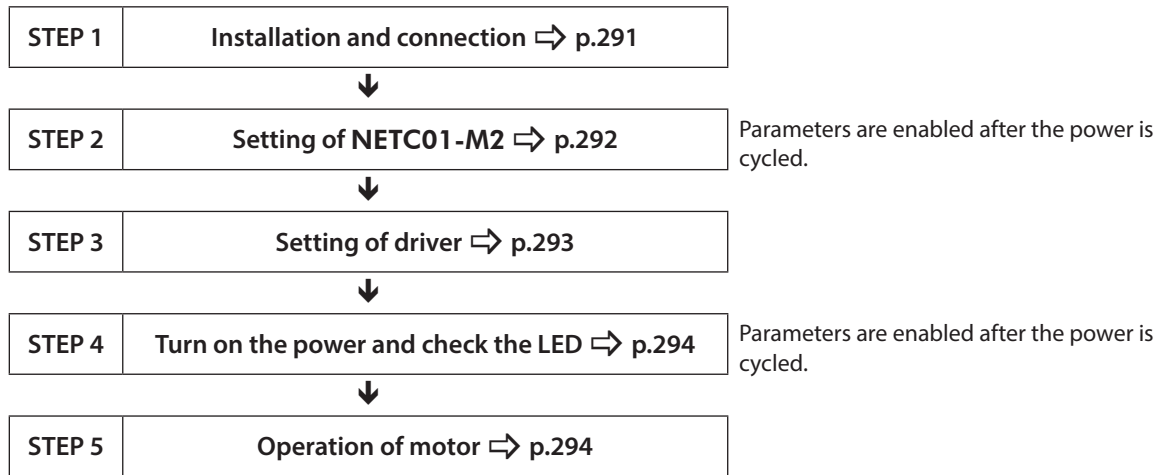 STEP 1 Installation and connection ⇨ p.291
STEP 2 Setting of NETC01-M2 ⇨ p.292
Parameters are enabled after the power is
cycled.
STEP 3 Setting of driver ⇨ p.293
STEP 4 Turn on the power and check the LED ⇨ p.294
Parameters are enabled after the power is
cycled.
STEP 5 Operation of motor ⇨ p.294